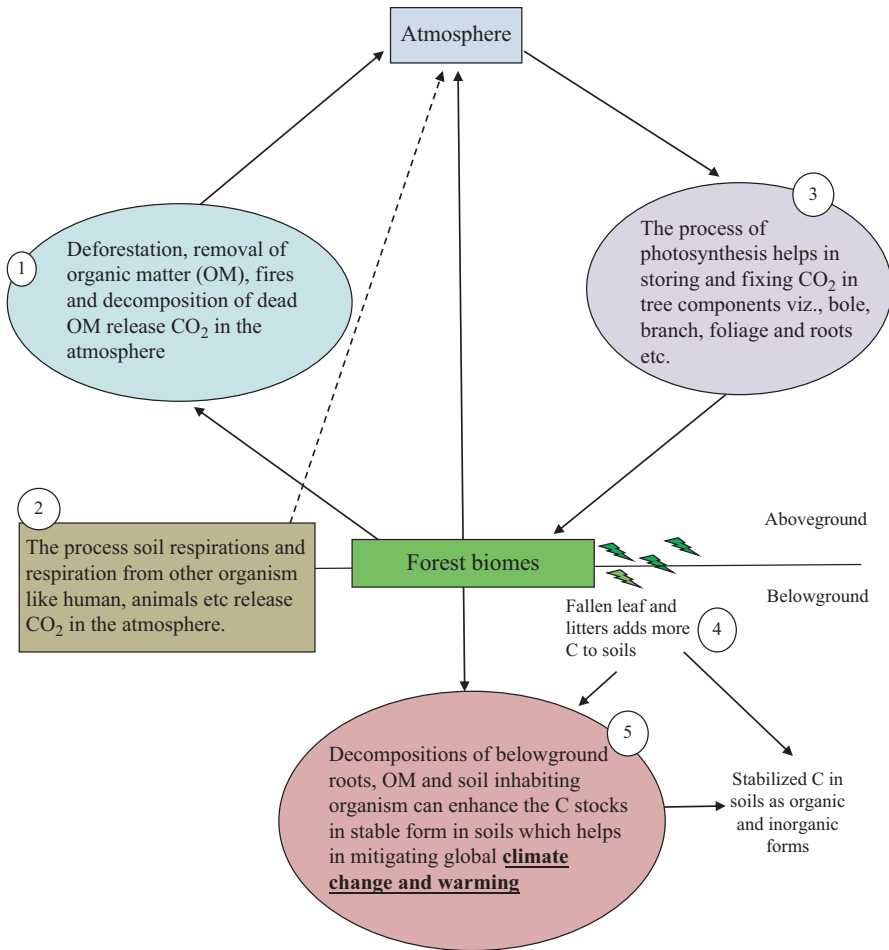 Atmosphere
1
Deforestation, removal of
organic matter (OM), fires
and decomposition of dead
OM release CO₂ in the
atmosphere
3
The process of
photosynthesis helps in
storing and fixing CO₂ in
tree components viz., bole,
branch, foliage and roots
etc.
2
The process soil respirations and
respiration from other organism
like human, animals etc release
CO₂ in the atmosphere.
Forest biomes
Aboveground
Belowground
Fallen leaf and
litters adds more
C to soils
4
5
Decompositions of belowground
roots, OM and soil inhabiting
organism can enhance the C stocks
in stable form in soils which helps
in mitigating global climate
change and warming
Stabilized C in
soils as organic
and inorganic
forms